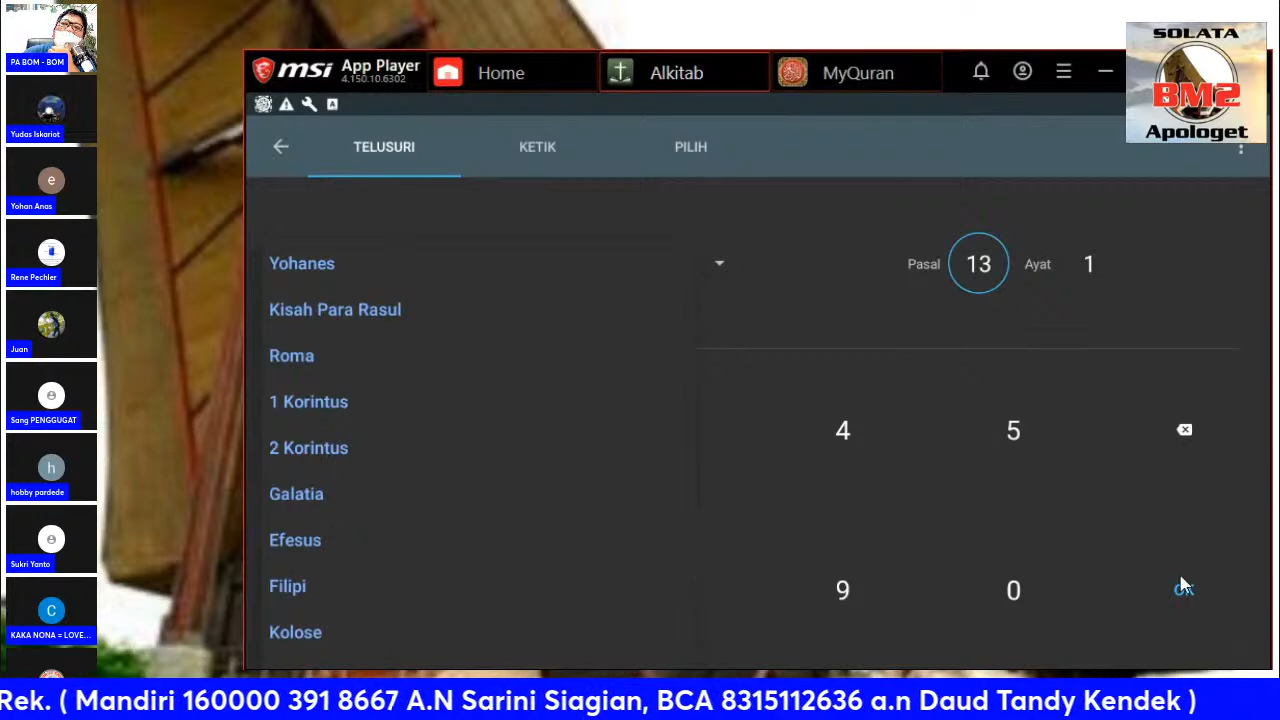 PA BOM - BOM
Yudas Iskariot
e
Yohan Anas
Rene Pechler
Juan
Sang PENGGUGAT
h
hobby pardede
Sukri Yanto
C
KAKA NONA = LOVE...
msi App Player
4.150.10.6302
Home
Alkitab
MyQuran
A
SOLATA
BM2
Apologet
TELUSURI
KETIK
PILIH
Yohanes
Pasal 13 Ayat 1
Kisah Para Rasul
Roma
1 Korintus
2 Korintus
Galatia
Efesus
Filipi
Kolose
4 5
9 0 OK
Rek. ( Mandiri 160000 391 8667 A.N Sarini Siagian, BCA 8315112636 a.n Daud Tandy Kendek )